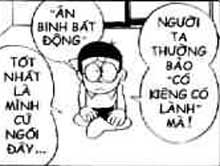 NGƯỜI
TA
THƯỜNG
BẢO
"CÓ
KIÊNG CÓ
LÀNH"
MÀ!
"ÂN
BINH BẤT
ĐỘNG"
TỐT
NHẤT
LÀ
MÌNH
CỨ
NGỒI
ĐÂY...